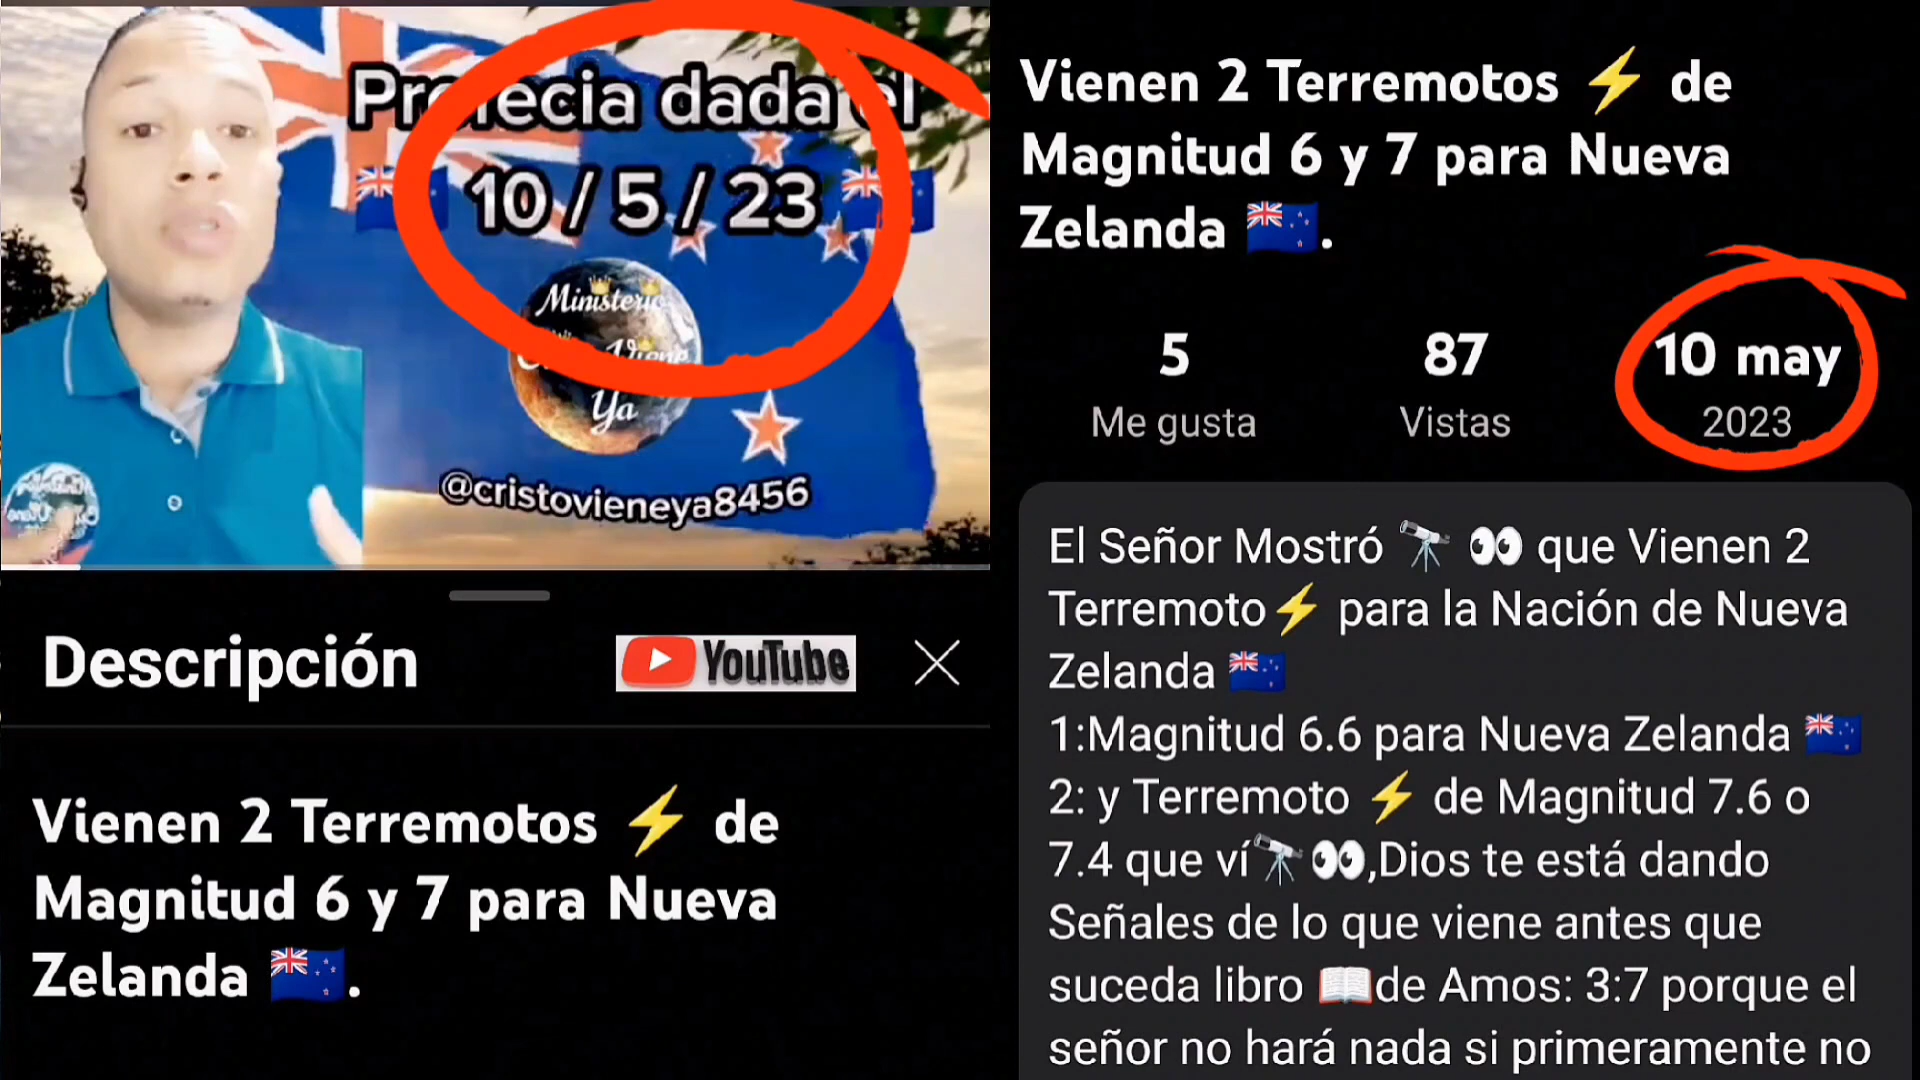 Profecia dada el
10 / 5 / 23
Ministerio
Viene
Ya
@cristovieneya8456
Descripción
YouTube
Vienen 2 Terremotos ⚡ de
Magnitud 6 y 7 para Nueva
Zelanda 🇳🇿.
Vienen 2 Terremotos ⚡ de
Magnitud 6 y 7 para Nueva
Zelanda 🇳🇿.
5 87 10 may
Me gusta Vistas 2023
El Señor Mostró 🔭 👀 que Vienen 2
Terremoto⚡ para la Nación de Nueva
Zelanda 🇳🇿
1:Magnitud 6.6 para Nueva Zelanda 🇳🇿
2: y Terremoto ⚡ de Magnitud 7.6 o
7.4 que ví🔭👀,Dios te está dando
Señales de lo que viene antes que
suceda libro 📖de Amos: 3:7 porque el
señor no hará nada si primeramente no